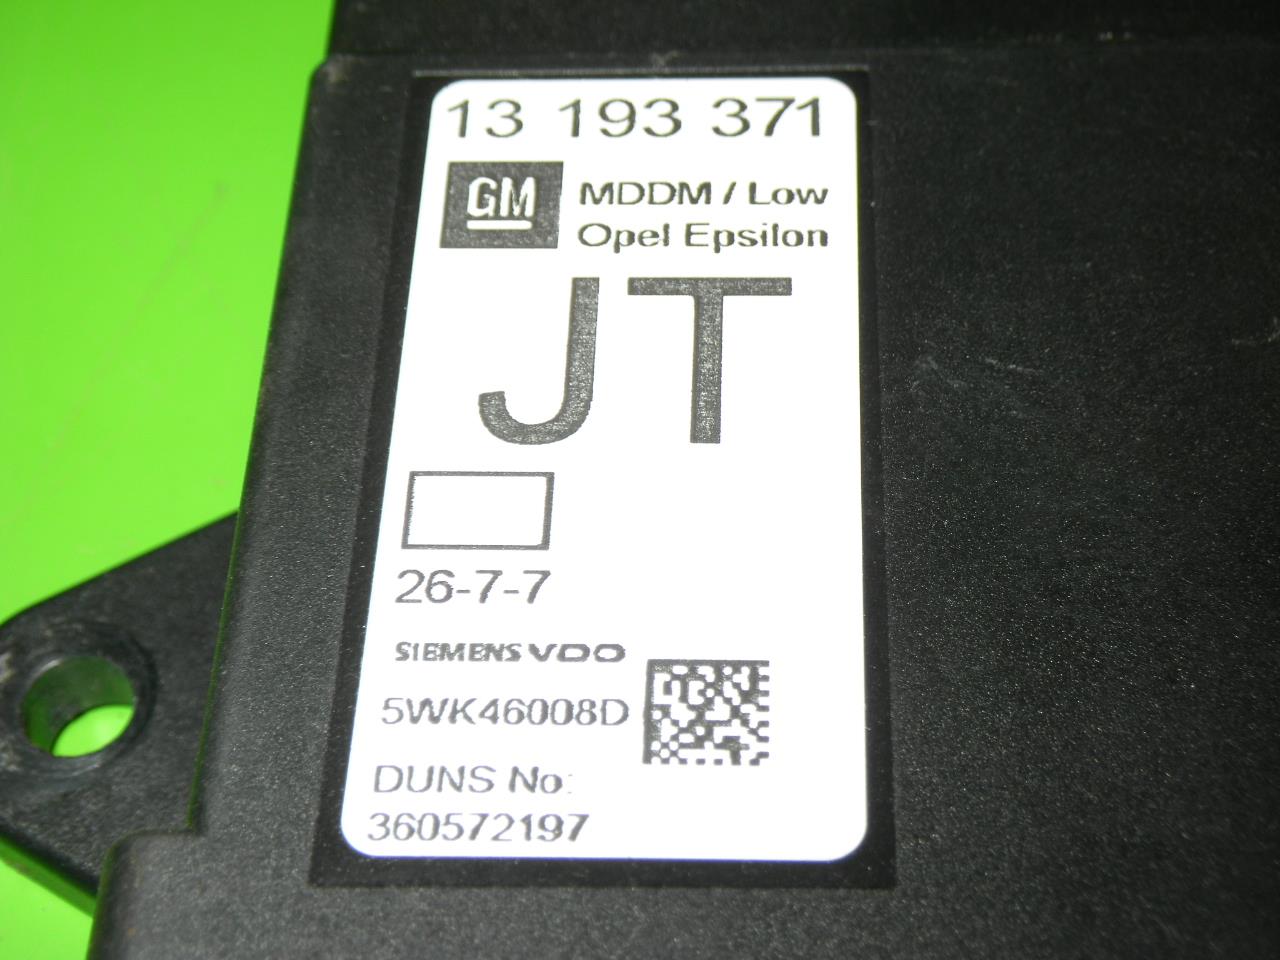 13 193 371
GM
MDDM / Low
Opel Epsilon
JT
26-7-7
SIEMENS VDO
5WK46008D
DUNS No:
360572197